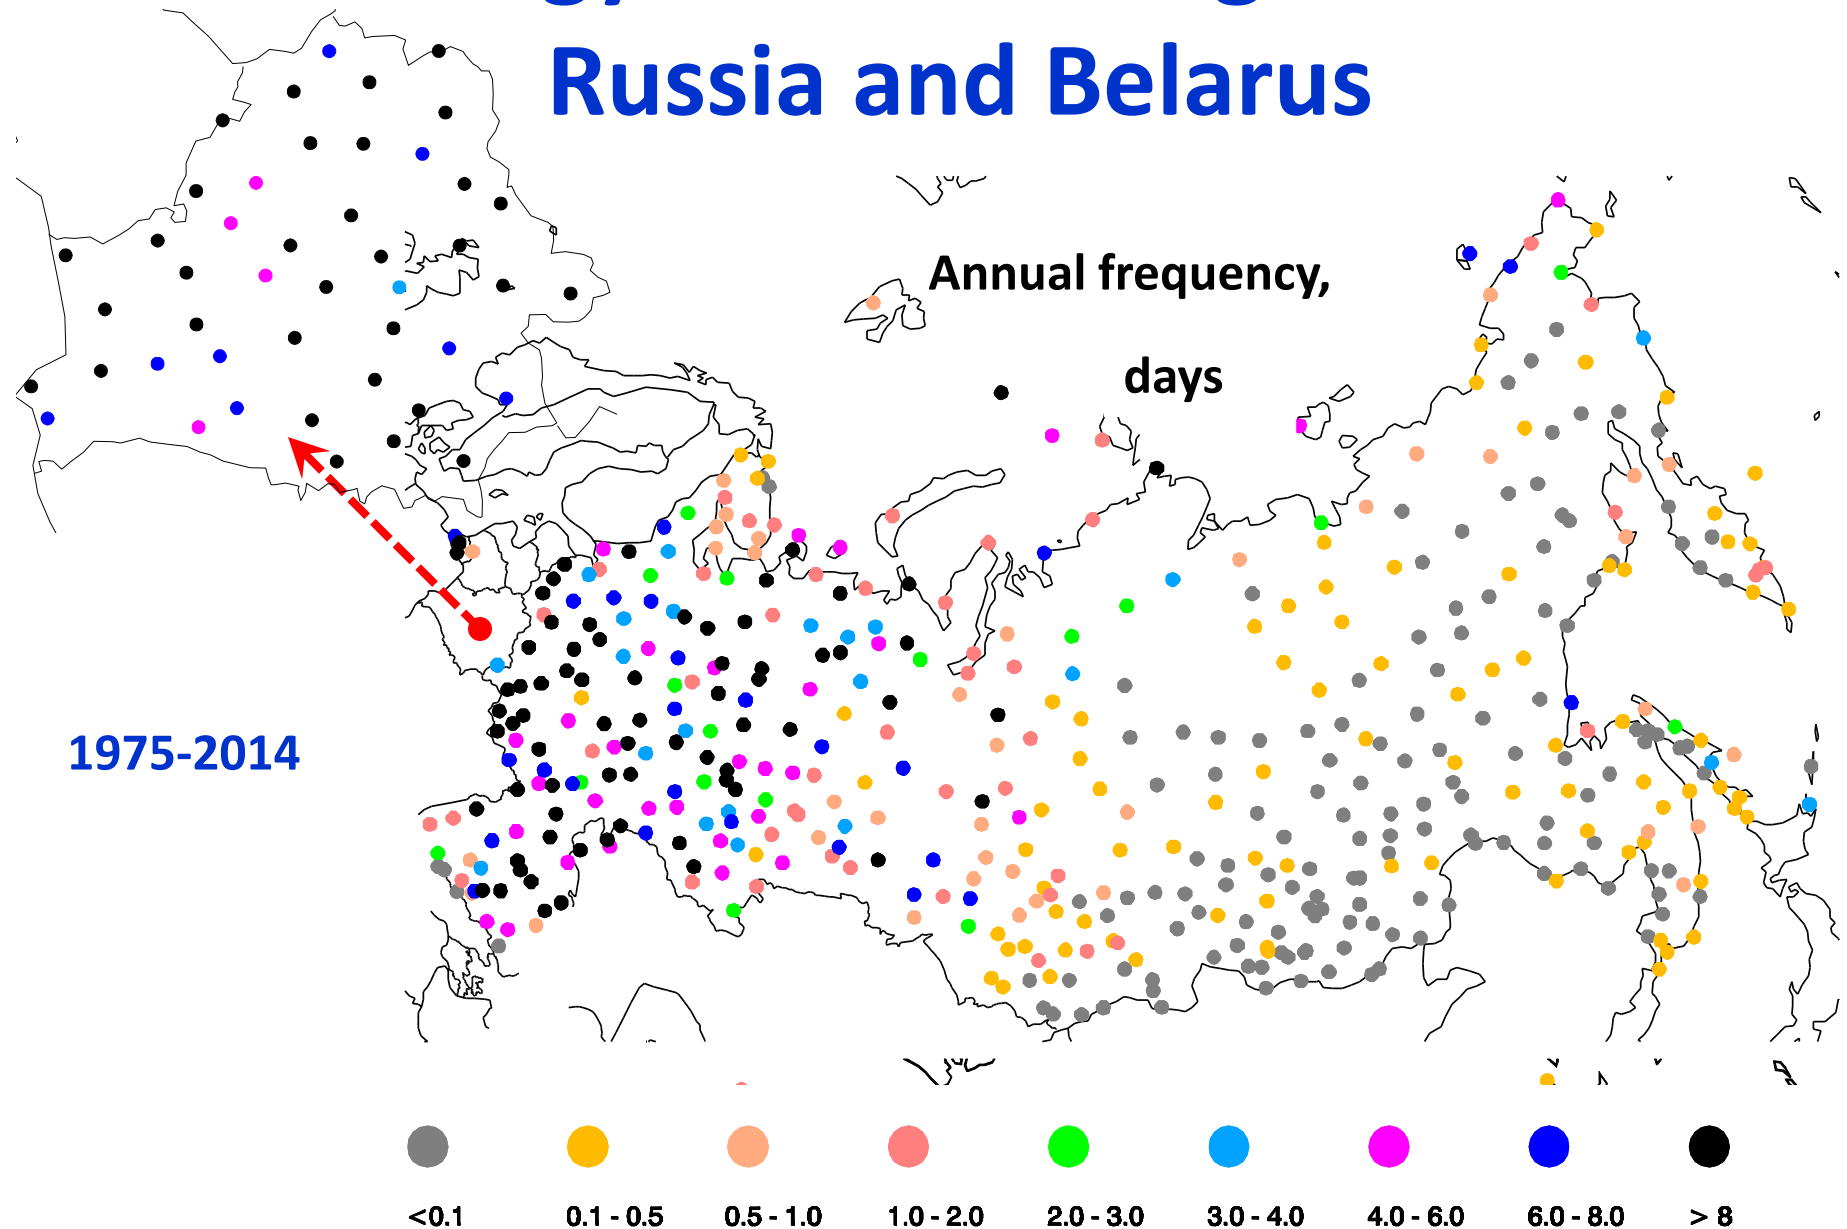 Russia and Belarus
Annual frequency,
days
1975-2014
<0.1 0.1 - 0.5 0.5 - 1.0 1.0 - 2.0 2.0 - 3.0 3.0 - 4.0 4.0 - 6.0 6.0 - 8.0 > 8